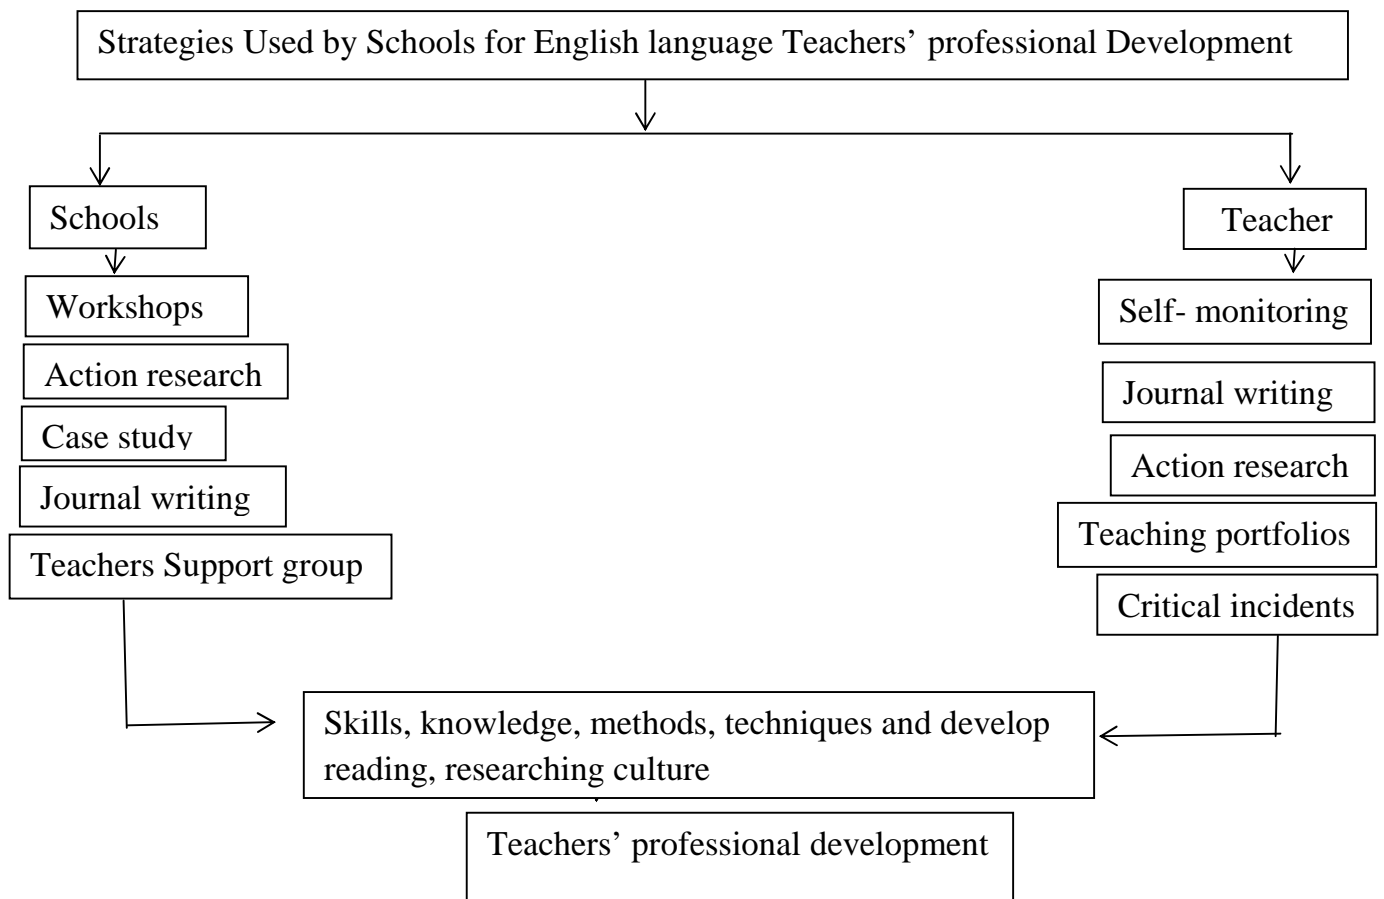 Strategies Used by Schools for English language Teachers’ professional Development
Schools
Teacher
Workshops
Self- monitoring
Action research
Journal writing
Case study
Action research
Journal writing
Teaching portfolios
Teachers Support group
Critical incidents
Skills, knowledge, methods, techniques and develop
reading, researching culture
Teachers’ professional development